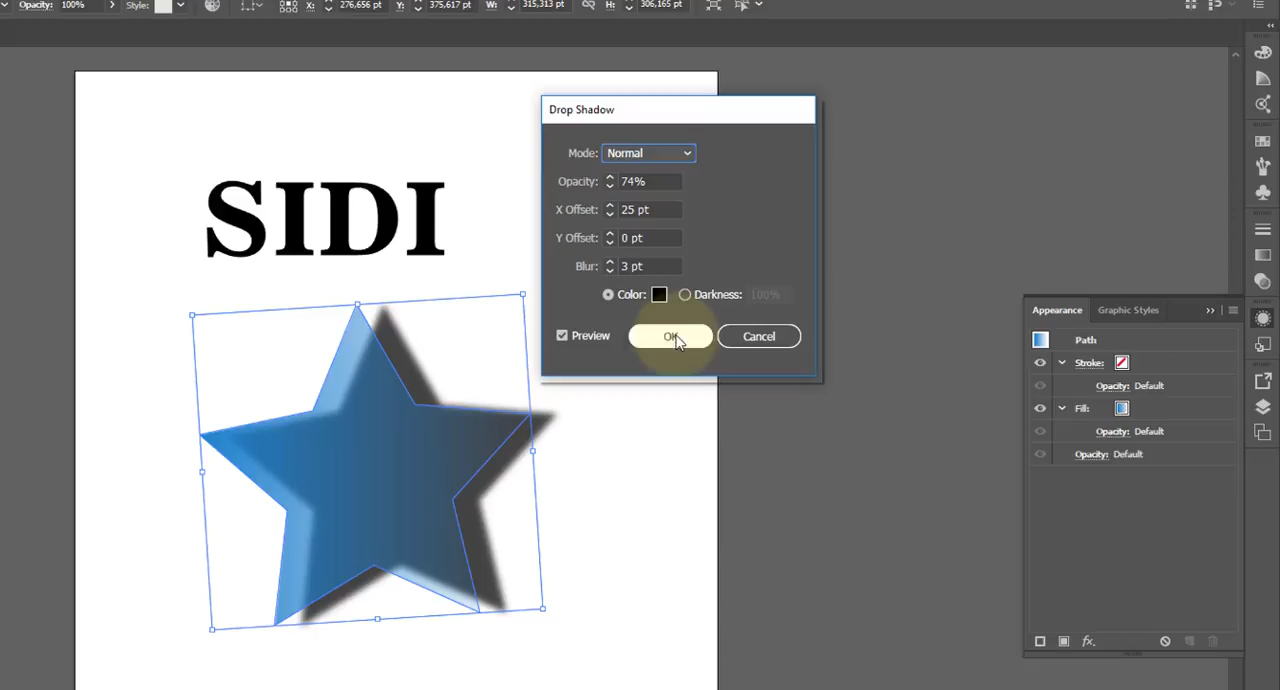 Opacity: 100% Style: X: 276,656 pt Y: 375,617 pt W: 315,313 pt H: 306,165 pt
SIDI
Drop Shadow
Mode: Normal
Opacity: 74%
X Offset: 25 pt
Y Offset: 0 pt
Blur: 3 pt
Color: Darkness: 100%
Preview OK Cancel
Appearance Graphic Styles
Path
Stroke:
Opacity: Default
Fill:
Opacity: Default
Opacity: Default
fx.